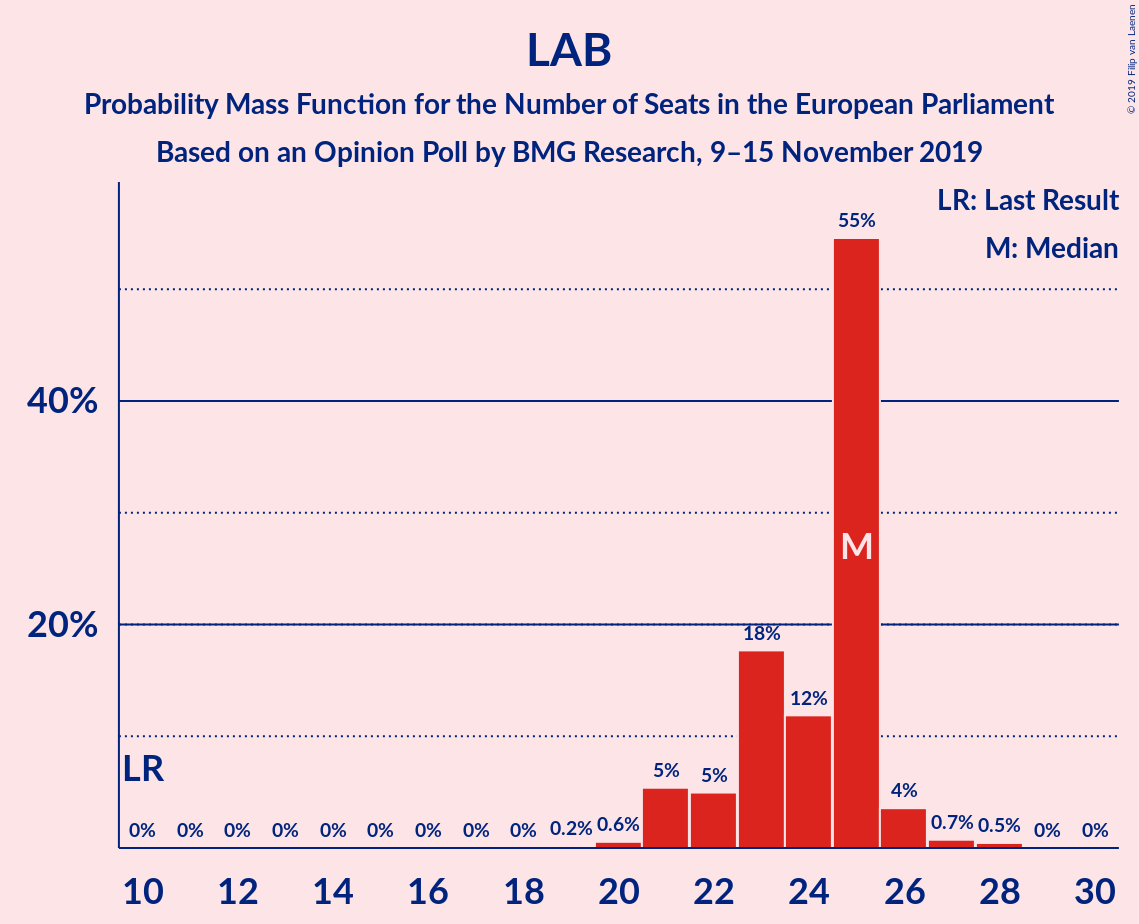 LAB
Probability Mass Function for the Number of Seats in the European Parliament
Based on an Opinion Poll by BMG Research, 9–15 November 2019
© 2019 Filip van Laenen
LR: Last Result
M: Median
55%
40%
M
20%
18%
12%
LR
5%
5%
4%
0% 0% 0% 0% 0% 0% 0% 0% 0% 0.2% 0.6% 0.7% 0.5% 0% 0%
10 12 14 16 18 20 22 24 26 28 30